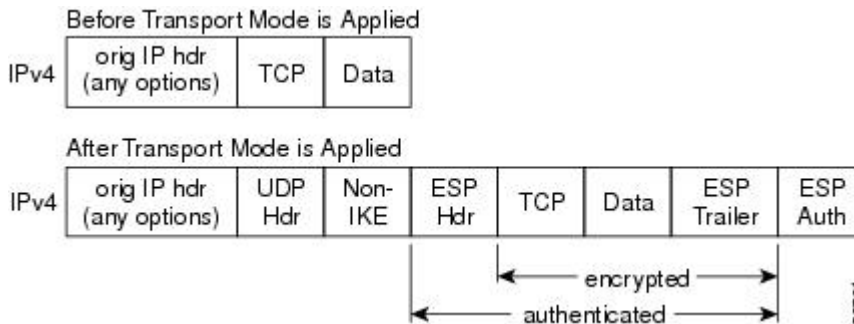 Before Transport Mode is Applied
IPv4
orig IP hdr
(any options)
TCP
Data
After Transport Mode is Applied
IPv4
orig IP hdr
(any options)
UDP
Hdr
Non-
IKE
ESP
Hdr
TCP
Data
ESP
Trailer
ESP
Auth
encrypted
authenticated